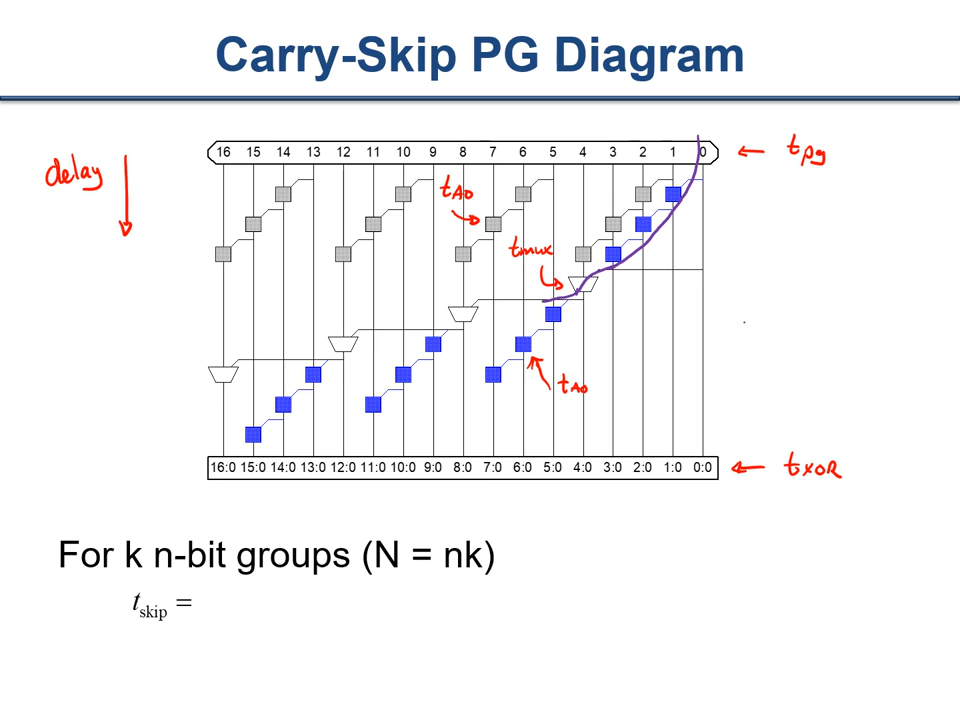 Carry-Skip PG Diagram
delay
16 15 14 13 12 11 10 9 8 7 6 5 4 3 2 1 0
tpg
tAO
tmux
tAO
16:0 15:0 14:0 13:0 12:0 11:0 10:0 9:0 8:0 7:0 6:0 5:0 4:0 3:0 2:0 1:0 0:0
txOR
For k n-bit groups (N = nk)
tskip =